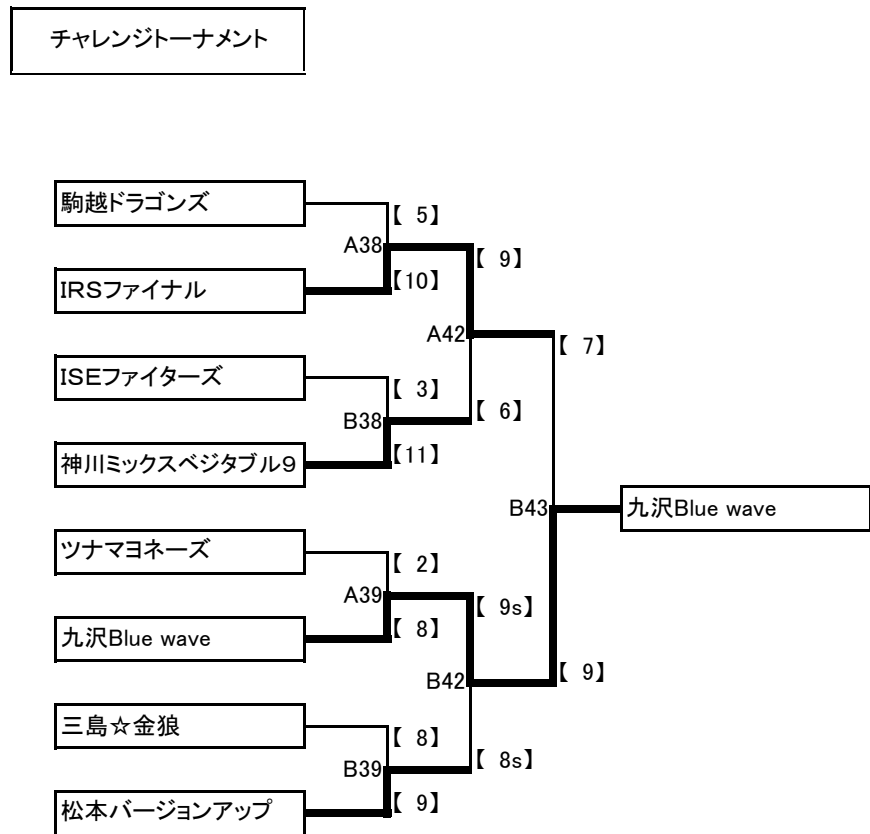 チャレンジトーナメント
駒越ドラゴンズ
【 5】
A38
【 9】
IRSファイナル
【10】
A42
【 7】
ISEファイターズ
【 3】
B38
【 6】
神川ミックスベジタブル9
【11】
B43
九沢Blue wave
ツナマヨネーズ
【 2】
A39
【 9s】
九沢Blue wave
【 8】
B42
【 9】
三島☆金狼
【 8】
B39
【 8s】
松本バージョンアップ
【 9】